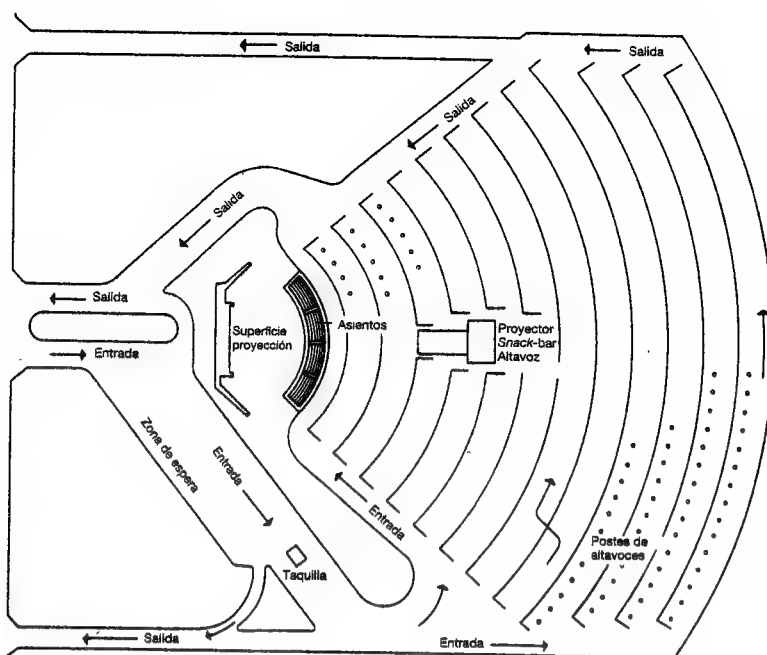 Salida
Salida
Salida
Salida
Salida
Asientos
Superficie
proyección
Proyector
Snack-bar
Altavoz
Entrada
Zona de espera
Entrada
Entrada
Postes de
altavoces
Taquilla
Salida
Entrada